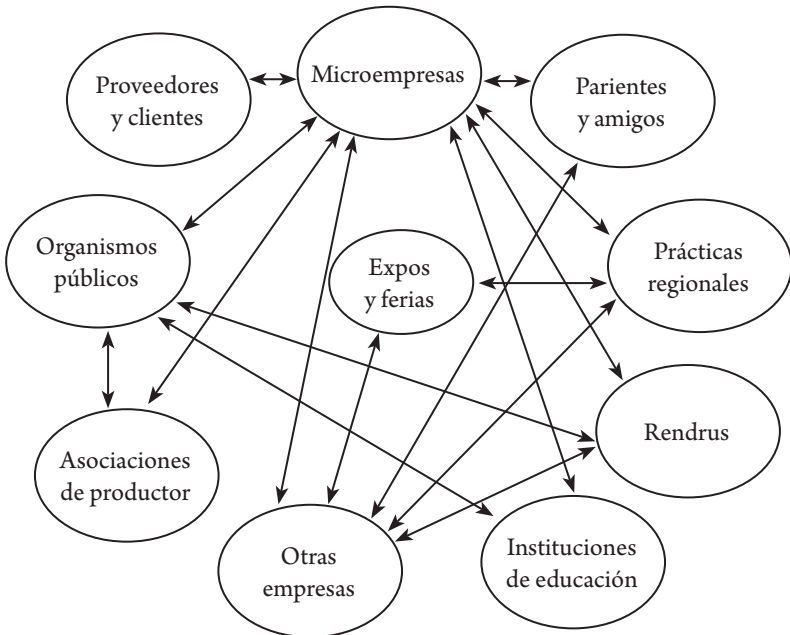 Microempresas
Proveedores
y clientes
Parientes
y amigos
Organismos
públicos
Expos
y ferias
Prácticas
regionales
Rendrus
Asociaciones
de productor
Otras
empresas
Instituciones
de educación